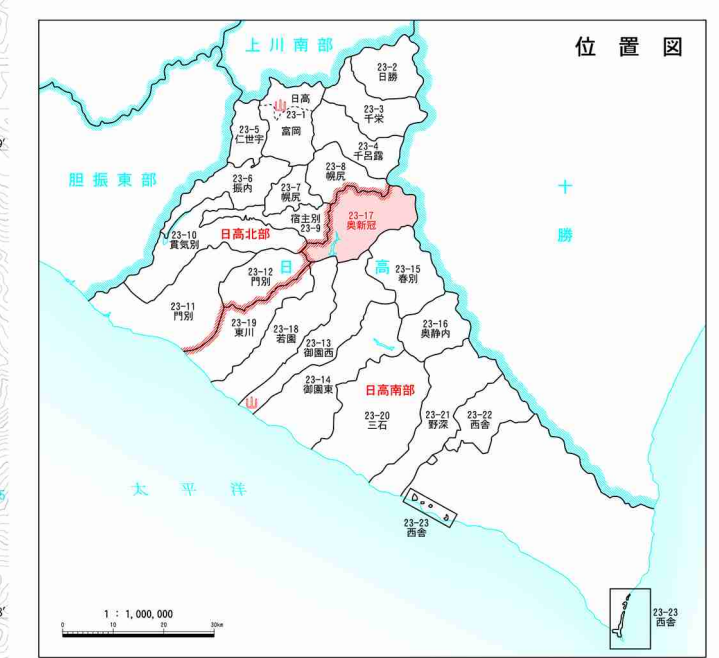 位置図
上川南部
23-2
日勝
日高
23-1
富岡
23-3
千栄
23-5
仁世宇
23-4
千呂露
23-8
幌尻
胆振東部
23-6
振内
23-7
幌尻
十勝
宿主別
23-9
23-17
奥新冠
23-10
貫気別
日高北部
日高
23-12
門別
23-15
春別
23-11
門別
23-19
東川
23-18
若園
23-13
御園西
23-16
奥静内
23-14
御園東
日高南部
23-20
三石
23-21
野深
23-22
西舎
太平洋
23-23
西舎
23-23
西舎
1 : 1,000,000
0 10 20 30km